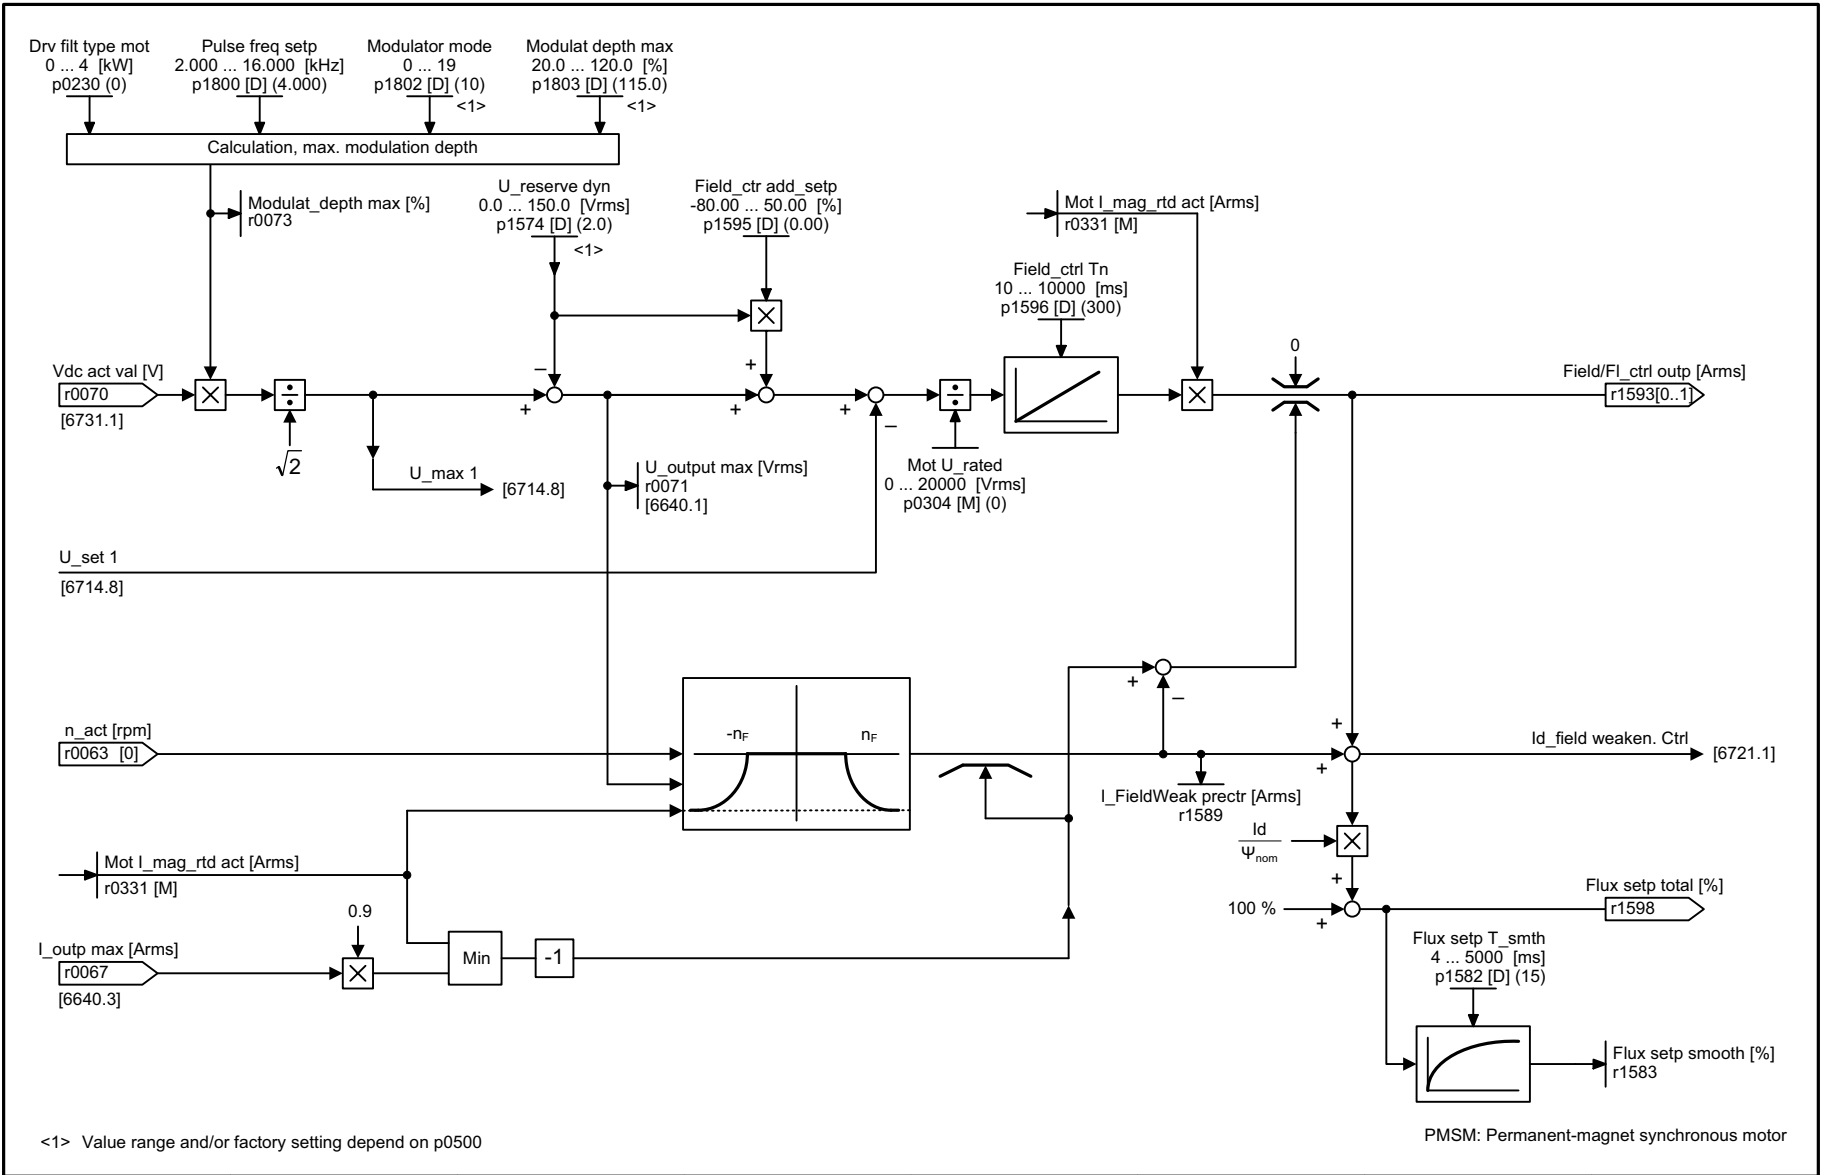 Drv filt type mot
0 ... 4 [kW]
p0230 (0)
Pulse freq setp
2.000 ... 16.000 [kHz]
p1800 [D] (4.000)
Modulator mode
0 ... 19
p1802 [D] (10)
<1>
Modulat depth max
20.0 ... 120.0 [%]
p1803 [D] (115.0)
<1>
Calculation, max. modulation depth
Modulat_depth max [%]
r0073
U_reserve dyn
0.0 ... 150.0 [Vrms]
p1574 [D] (2.0)
<1>
Field_ctr add_setp
-80.00 ... 50.00 [%]
p1595 [D] (0.00)
Mot I_mag_rtd act [Arms]
r0331 [M]
Field_ctrl Tn
10 ... 10000 [ms]
p1596 [D] (300)
×
0
Vdc act val [V]
r0070
[6731.1]
×
÷
√2
–
+
+
+
+
–
÷
×
Field/Fl_ctrl outp [Arms]
r1593[0..1]
U_max 1
[6714.8]
U_output max [Vrms]
r0071
[6640.1]
Mot U_rated
0 ... 20000 [Vrms]
p0304 [M] (0)
U_set 1
[6714.8]
+
–
n_act [rpm]
r0063 [0]
-nF
nF
+
+
Id_field weaken. Ctrl
[6721.1]
I_FieldWeak prectr [Arms]
r1589
Id
Ψnom
×
Mot I_mag_rtd act [Arms]
r0331 [M]
+
100 %
+
Flux setp total [%]
r1598
0.9
I_outp max [Arms]
r0067
[6640.3]
×
Min
-1
Flux setp T_smth
4 ... 5000 [ms]
p1582 [D] (15)
Flux setp smooth [%]
r1583
<1> Value range and/or factory setting depend on p0500
PMSM: Permanent-magnet synchronous motor